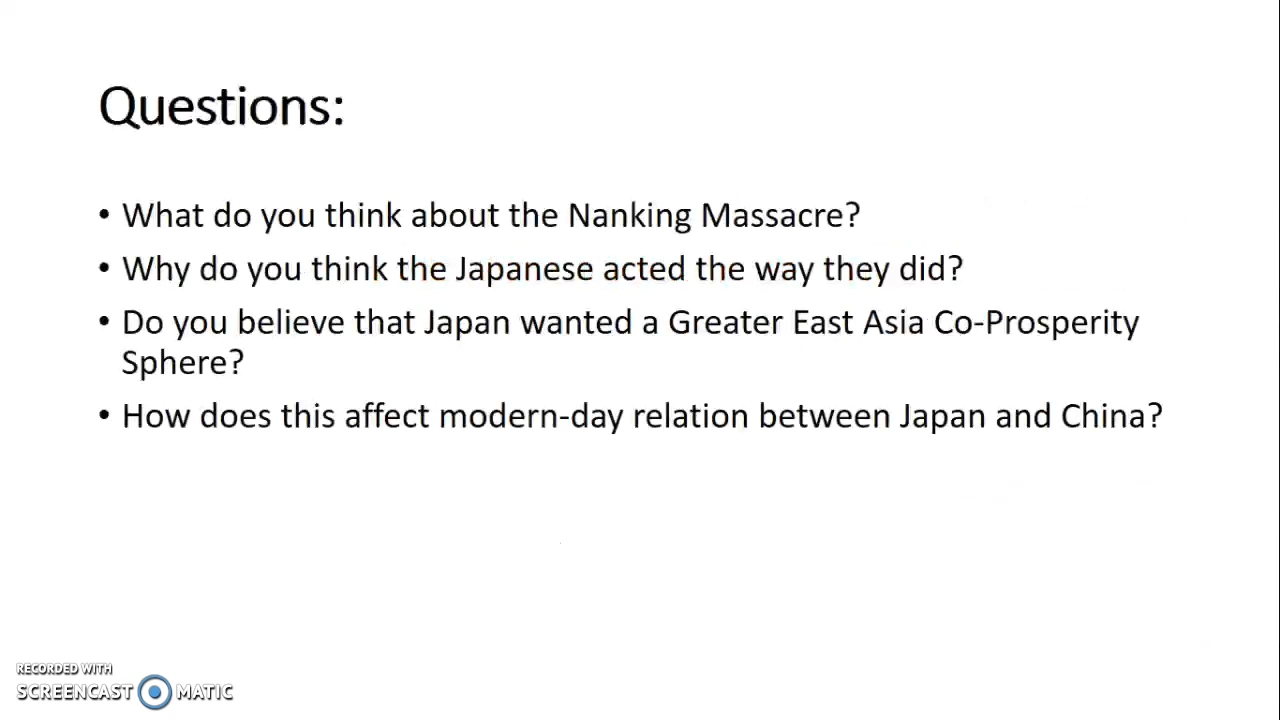 Questions:
• What do you think about the Nanking Massacre?
• Why do you think the Japanese acted the way they did?
• Do you believe that Japan wanted a Greater East Asia Co-Prosperity
Sphere?
• How does this affect modern-day relation between Japan and China?
RECORDED WITH
SCREENCAST MATIC